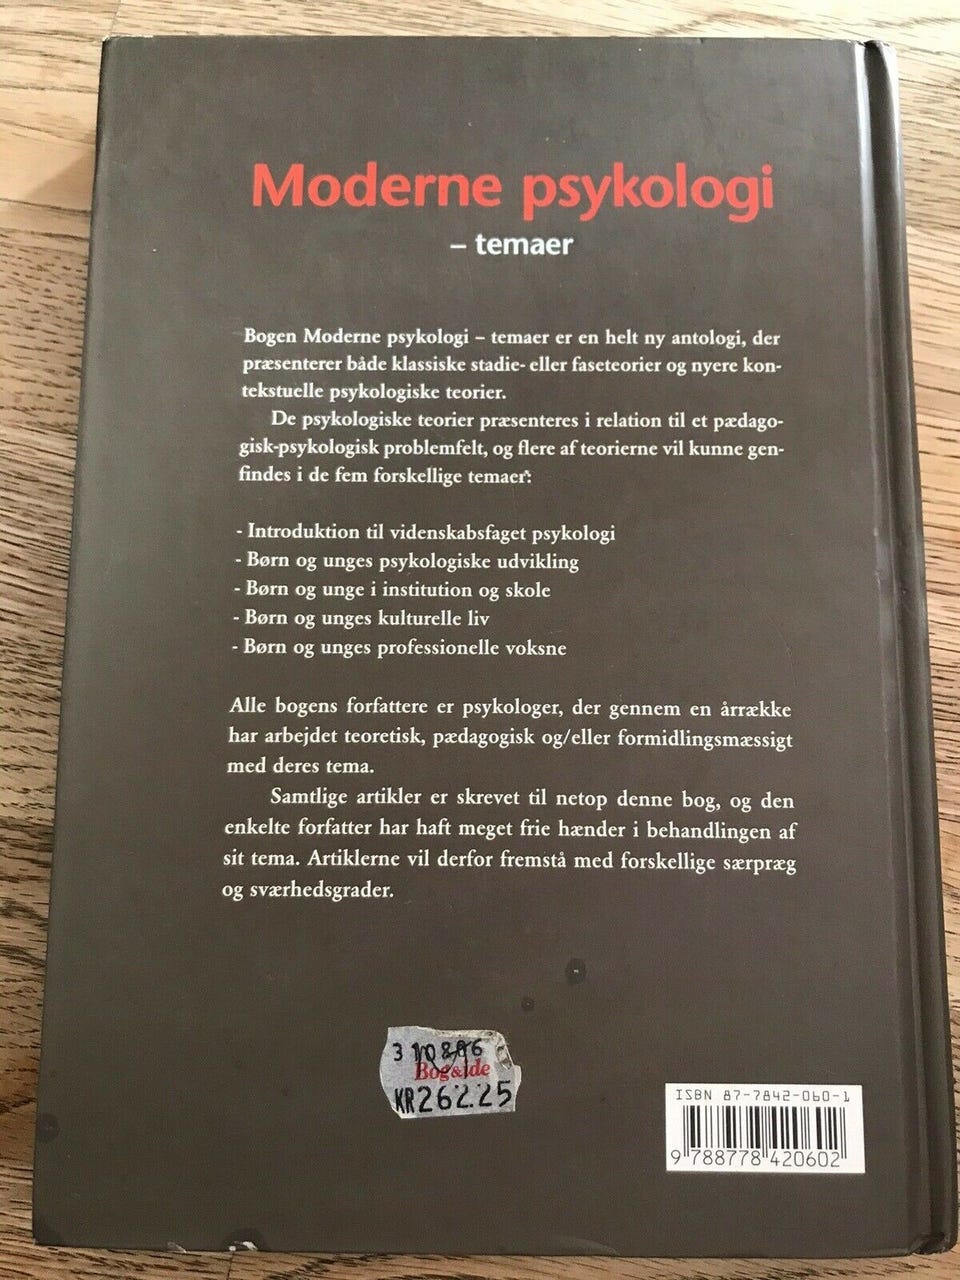 Moderne psykologi
– temaer
Bogen Moderne psykologi – temaer er en helt ny antologi, der
præsenterer både klassiske stadie- eller faseteorier og nyere kon-
tekstuelle psykologiske teorier.
De psykologiske teorier præsenteres i relation til et pædago-
gisk-psykologisk problemfelt, og flere af teorierne vil kunne gen-
findes i de fem forskellige temaer:
- Introduktion til videnskabsfaget psykologi
- Børn og unges psykologiske udvikling
- Børn og unge i institution og skole
- Børn og unges kulturelle liv
- Børn og unges professionelle voksne
Alle bogens forfattere er psykologer, der gennem en årrække
har arbejdet teoretisk, pædagogisk og/eller formidlingsmæssigt
med deres tema.
Samtlige artikler er skrevet til netop denne bog, og den
enkelte forfatter har haft meget frie hænder i behandlingen af
sit tema. Artiklerne vil derfor fremstå med forskellige særpræg
og sværhedsgrader.
Bog&ide
KR262.25
ISBN 87-7842-060-1
9 788778 420602